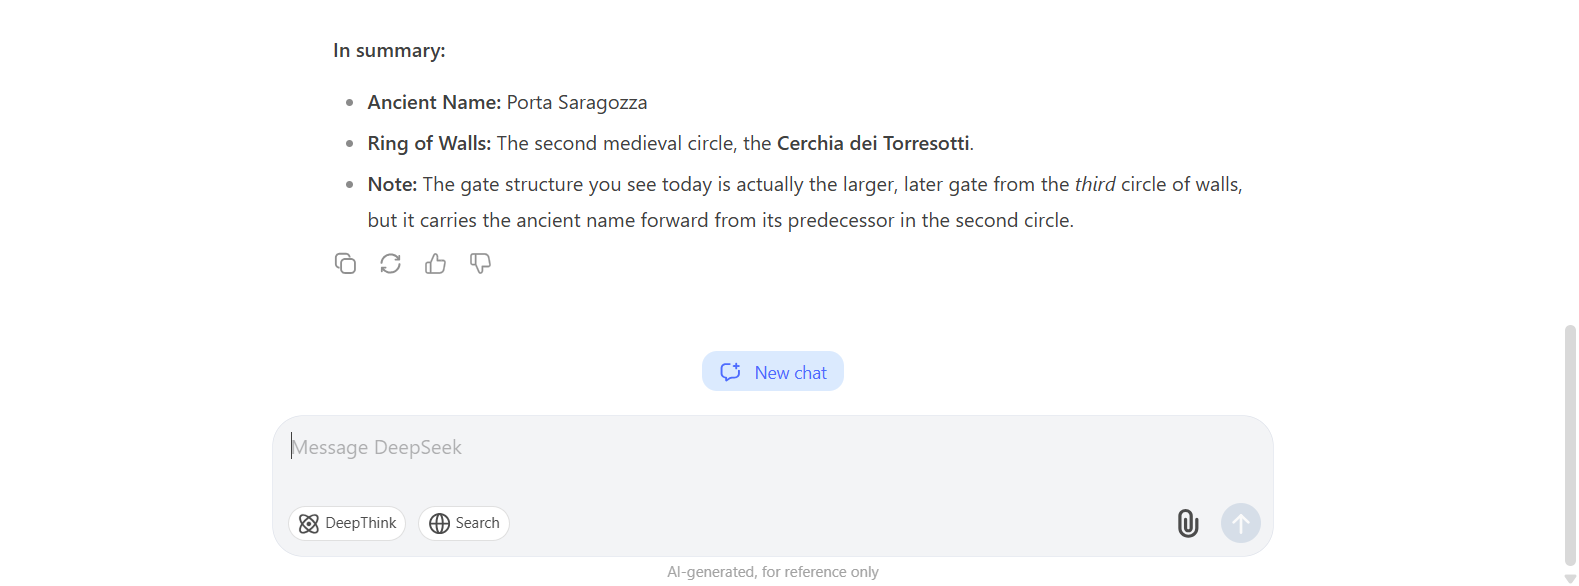 In summary:
Ancient Name: Porta Saragozza
Ring of Walls: The second medieval circle, the Cerchia dei Torresotti.
Note: The gate structure you see today is actually the larger, later gate from the third circle of walls,
but it carries the ancient name forward from its predecessor in the second circle.
New chat
Message DeepSeek
DeepThink
Search
AI-generated, for reference only